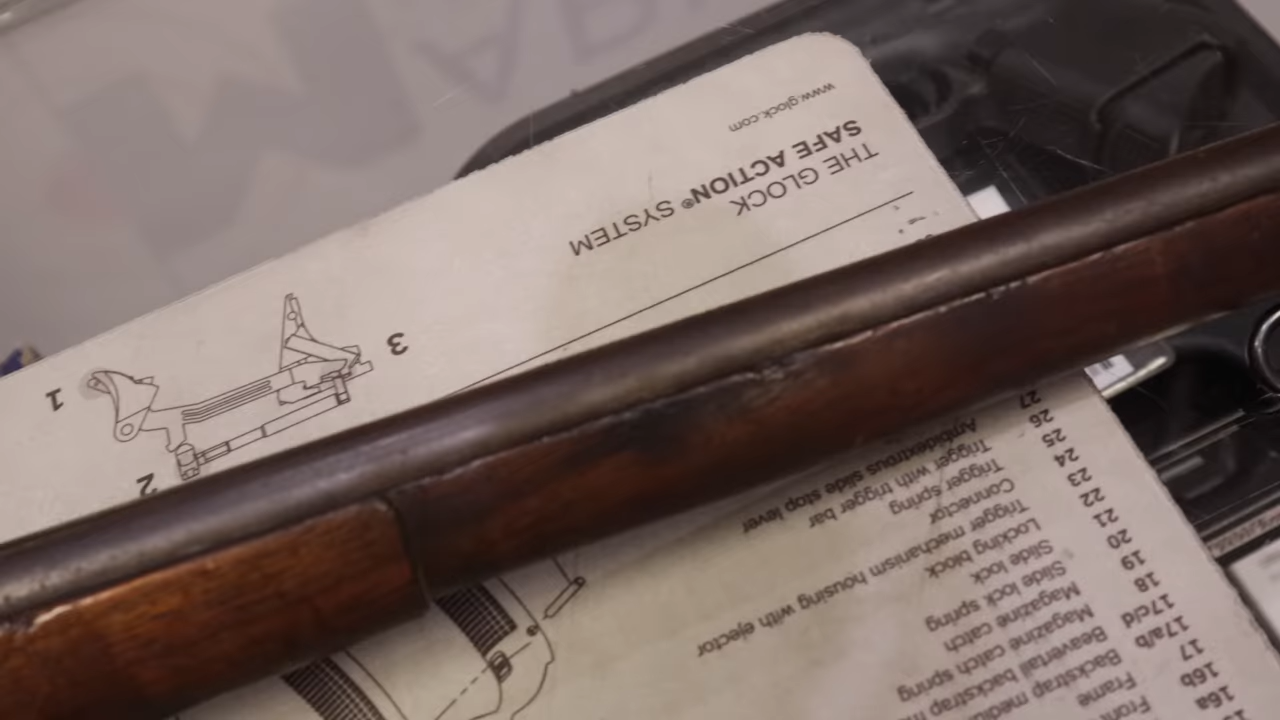 16a
16b
17 Frame
17a/b Backstrap
17c/d Beavertail backstrap
18 Magazine catch spring
19 Magazine catch
20 Slide lock spring
21 Slide lock
22 Locking block
23 Trigger mechanism housing with ejector
24 Connector
25 Trigger spring
26 Trigger with trigger bar
27 Ambidextrous slide stop lever
2
3
1
THE GLOCK
SAFE ACTION® SYSTEM
www.glock.com